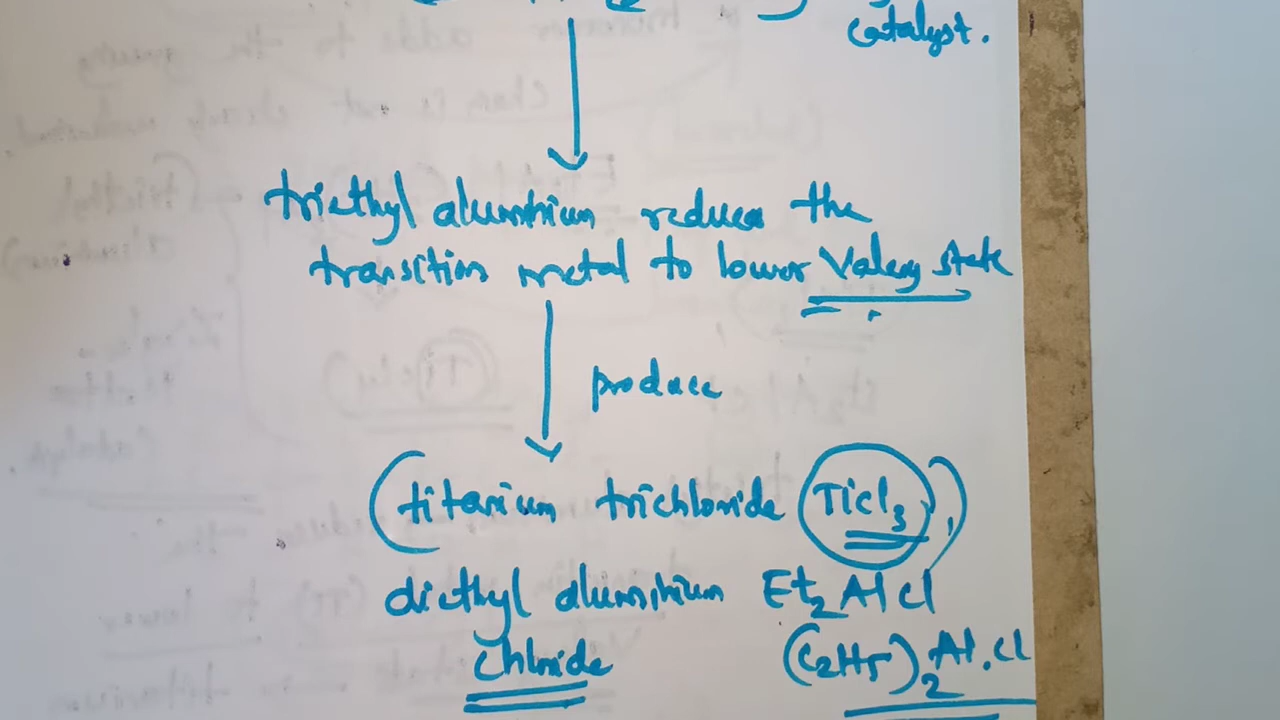 catalyst.
triethyl aluminium reduce the
transition metal to lower valency state
produce
(titanium trichloride (TiCl3),)
diethyl aluminium Et2AlCl
chloride (C2H5)2Al.Cl